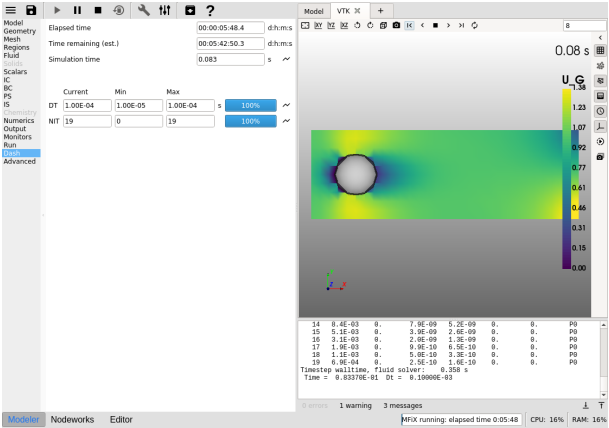 Model
Geometry
Mesh
Regions
Fluid
Solids
Scalars
IC
BC
PS
IS
Chemistry
Numerics
Output
Monitors
Run
Dash
Advanced
?
Elapsed time 00:00:05:48.4 d:h:m:s
Time remaining (est.) 00:05:42:50.3 d:h:m:s
Simulation time 0.083 s
Current Min Max
DT 1.00E-04 1.00E-05 1.00E-04 s 100%
NIT 19 0 19 100%
Model VTK +
XY YZ XZ 8
0.08 s
U_G
1.38
1.23
1.07
0.92
0.77
0.61
0.46
0.31
0.15
0.00
Y
Z X
14 8.4E-03 0. 7.9E-09 5.2E-09 0. 0. P0
15 5.1E-03 0. 3.9E-09 2.6E-09 0. 0. P0
16 3.1E-03 0. 2.0E-09 1.3E-09 0. 0. P0
17 1.9E-03 0. 9.9E-10 6.5E-10 0. 0. P0
18 1.1E-03 0. 5.0E-10 3.3E-10 0. 0. P0
19 6.9E-04 0. 2.5E-10 1.6E-10 0. 0. P0
Timestep walltime, fluid solver: 0.358 s
Time = 0.83370E-01 Dt = 0.10000E-03
0 errors 1 warning 3 messages
Modeler Nodeworks Editor MFiX running: elapsed time 0:05:48 CPU: 16% RAM: 16%